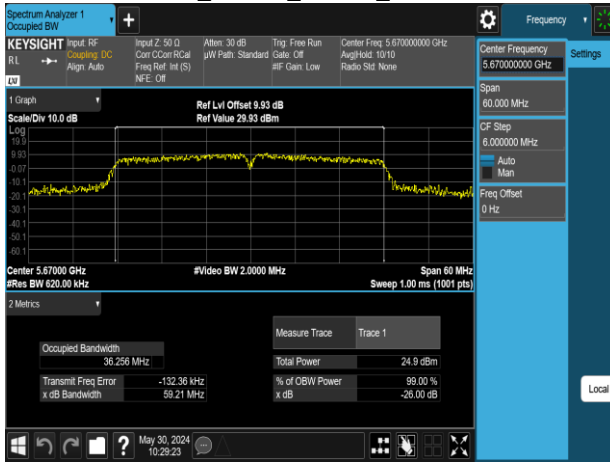 Spectrum Analyzer 1
Occupied BW
Frequency
KEYSIGHT Input: RF
RL
Coupling: DC
Align: Auto
LXI
Input Z: 50 Ω
Corr CCorr RCal
Freq Ref: Int (S)
NFE: Off
Atten: 30 dB
µW Path: Standard
Trig: Free Run
Gate: Off
#IF Gain: Low
Center Freq: 5.670000000 GHz
Avg|Hold: 10/10
Radio Std: None
Center Frequency
5.670000000 GHz
Settings
Span
60.000 MHz
CF Step
6.000000 MHz
Auto
Man
Freq Offset
0 Hz
1 Graph
Scale/Div 10.0 dB
Ref Lvl Offset 9.93 dB
Ref Value 29.93 dBm
Log
19.9
9.93
-0.07
-10.1
-20.1
-30.1
-40.1
-50.1
-60.1
Center 5.67000 GHz
#Video BW 2.0000 MHz
Span 60 MHz
#Res BW 620.00 kHz
Sweep 1.00 ms (1001 pts)
2 Metrics
Measure Trace
Trace 1
Occupied Bandwidth
36.256 MHz
Total Power
24.9 dBm
Transmit Freq Error
-132.36 kHz
% of OBW Power
99.00 %
x dB Bandwidth
59.21 MHz
x dB
-26.00 dB
Local
?
May 30, 2024
10:29:23